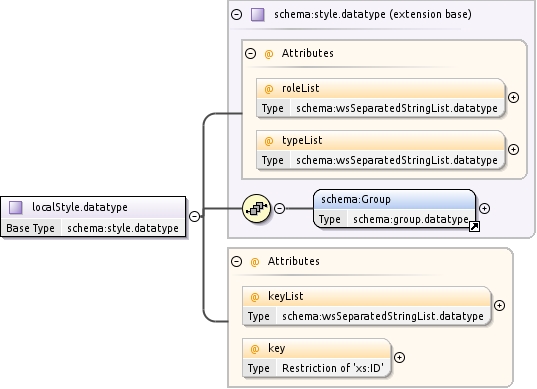 schema:style.datatype (extension base)
@ Attributes
@ roleList
Type schema:wsSeparatedStringList.datatype
@ typeList
Type schema:wsSeparatedStringList.datatype
localStyle.datatype
Base Type schema:style.datatype
schema:Group
Type schema:group.datatype
@ Attributes
@ keyList
Type schema:wsSeparatedStringList.datatype
@ key
Type Restriction of 'xs:ID'